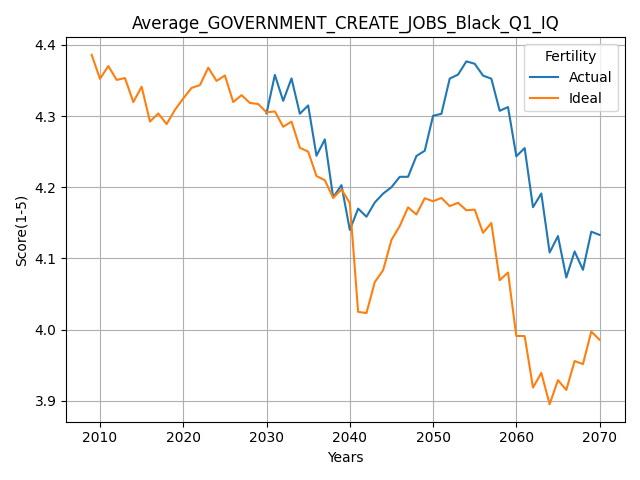 Average_GOVERNMENT_CREATE_JOBS_Black_Q1_IQ
Fertility
Actual
Ideal
Score(1-5)
4.4
4.3
4.2
4.1
4.0
3.9
2010 2020 2030 2040 2050 2060 2070
Years